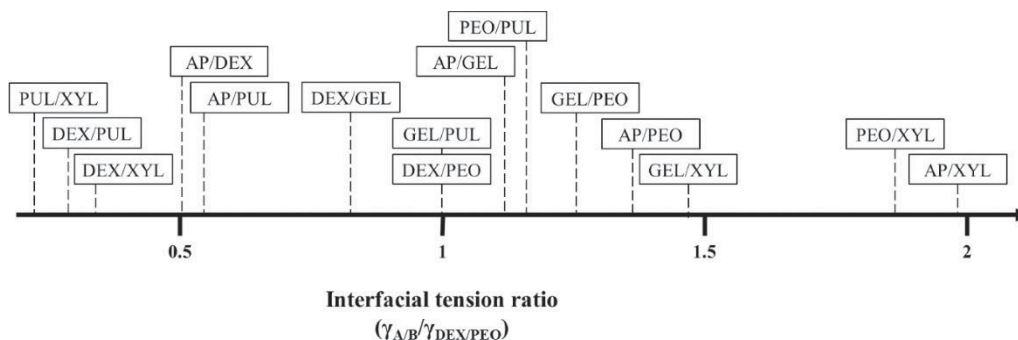 PEO/PUL
AP/DEX
AP/GEL
PUL/XYL
AP/PUL
DEX/GEL
GEL/PEO
DEX/PUL
GEL/PUL
AP/PEO
PEO/XYL
DEX/XYL
DEX/PEO
GEL/XYL
AP/XYL
0.5
1
1.5
2
Interfacial tension ratio
(γA/B/γDEX/PEO)